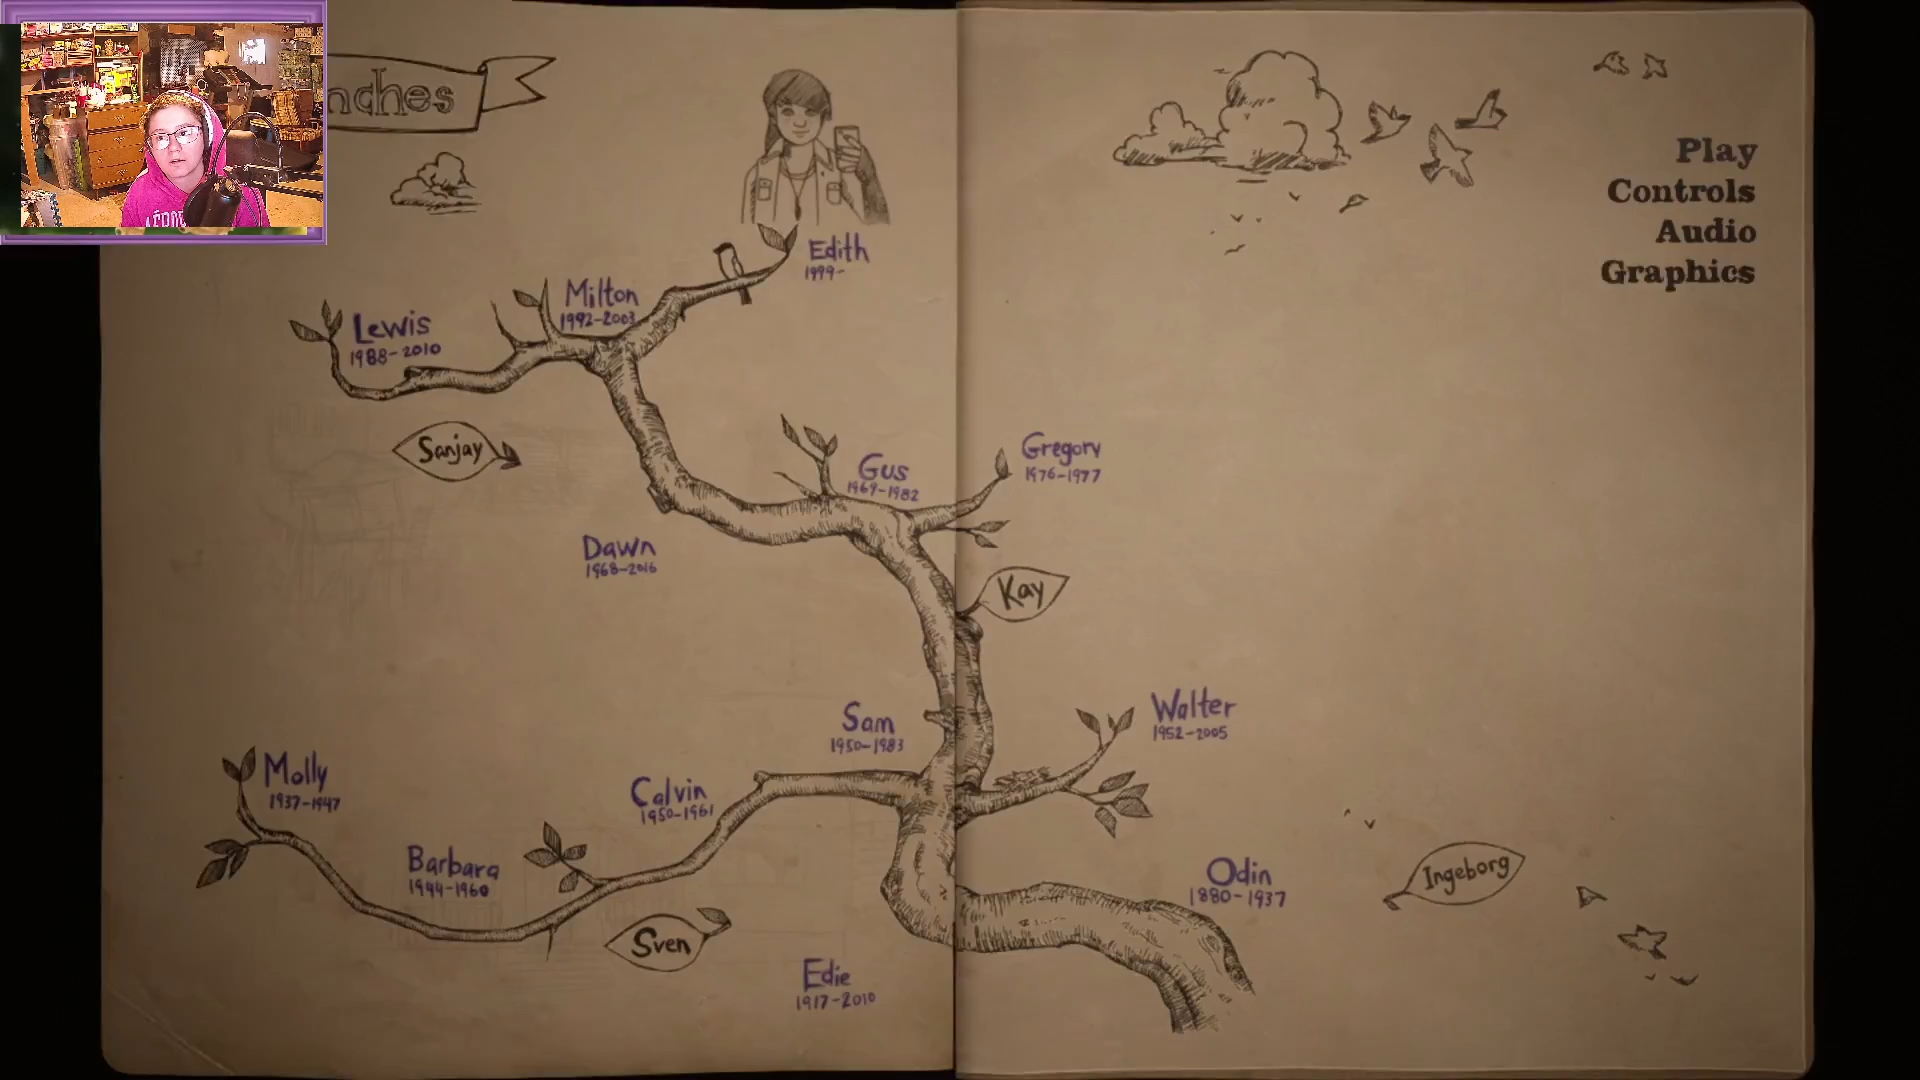 nches
Play
Controls
Audio
Graphics
Edith
1999-
Milton
1992-2003
Lewis
1988-2010
Sanjay
Gus
1969-1982
Gregory
1976-1977
Dawn
1968-2016
Kay
Sam
1950-1983
Walter
1952-2005
Molly
1937-1947
Calvin
1950-1961
Barbara
1944-1960
Sven
Odin
1880-1937
Ingeborg
Edie
1917-2010